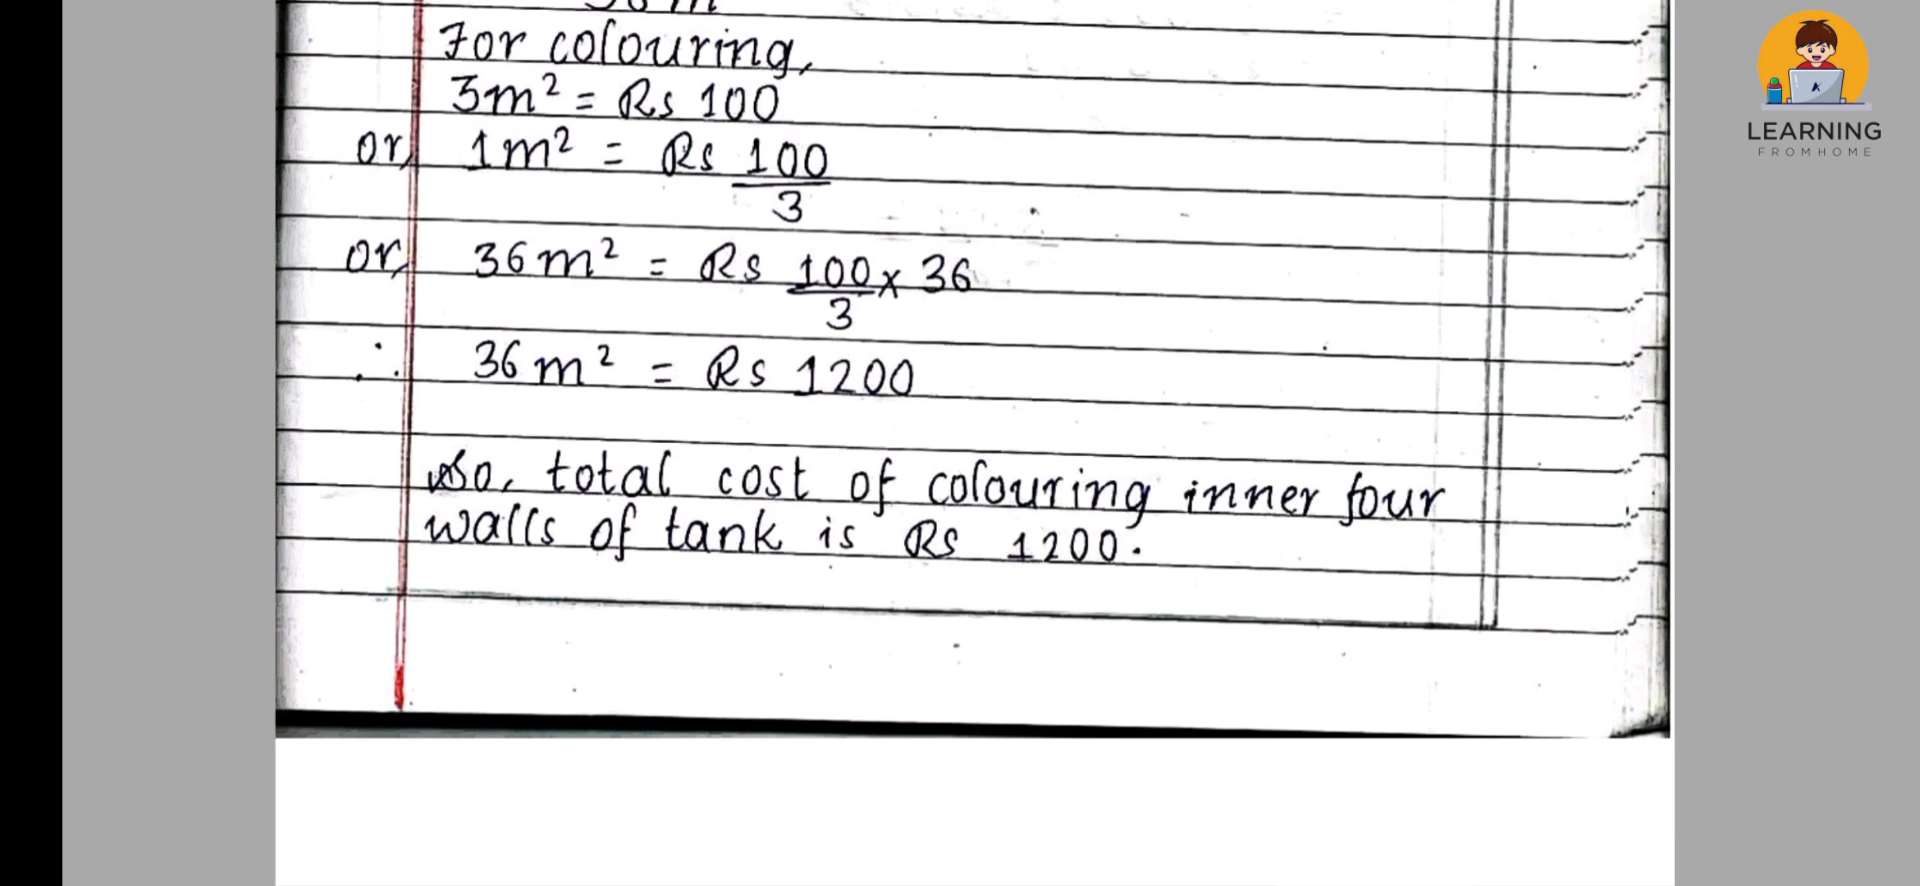 For colouring,
3m² = Rs 100
or, 1m² = Rs 100/3
or, 36m² = Rs 100/3 x 36
∴ 36m² = Rs 1200
So, total cost of colouring inner four
walls of tank is Rs 1200.
LEARNING
FROMHOME